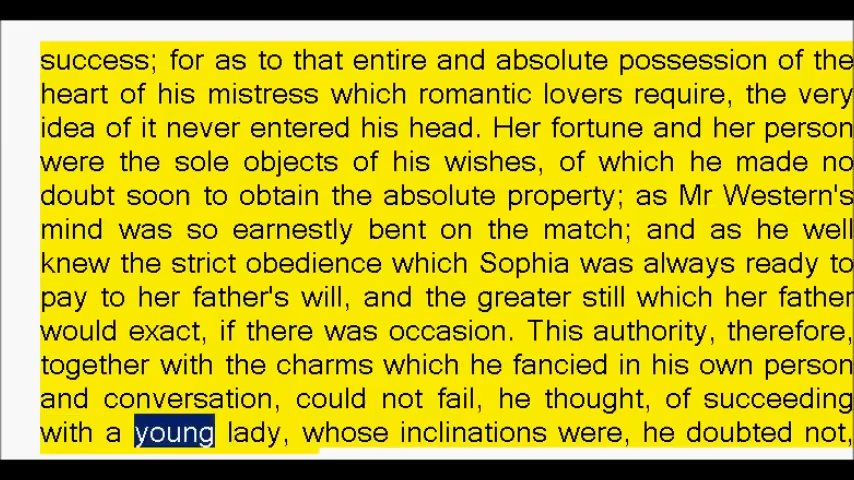 success; for as to that entire and absolute possession of the
heart of his mistress which romantic lovers require, the very
idea of it never entered his head. Her fortune and her person
were the sole objects of his wishes, of which he made no
doubt soon to obtain the absolute property; as Mr Western's
mind was so earnestly bent on the match; and as he well
knew the strict obedience which Sophia was always ready to
pay to her father's will, and the greater still which her father
would exact, if there was occasion. This authority, therefore,
together with the charms which he fancied in his own person
and conversation, could not fail, he thought, of succeeding
with a young lady, whose inclinations were, he doubted not,